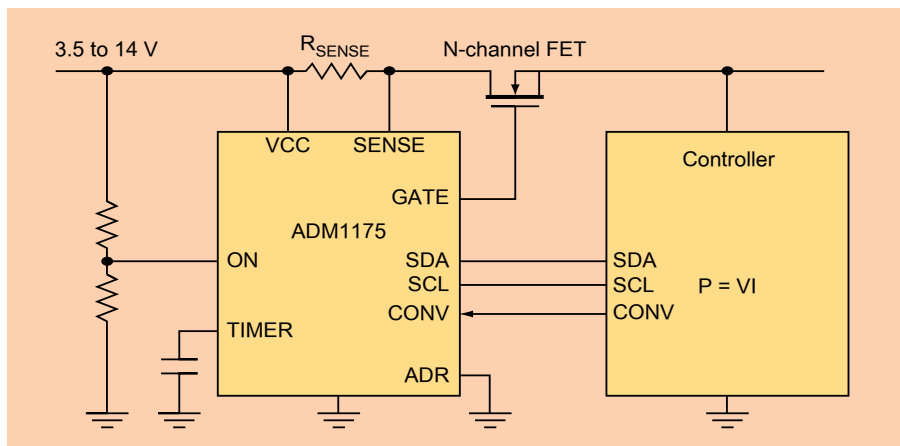 3.5 to 14 V
RSENSE
N-channel FET
VCC
SENSE
Controller
GATE
ADM1175
ON
SDA
SDA
SCL
SCL
P = VI
CONV
CONV
TIMER
ADR